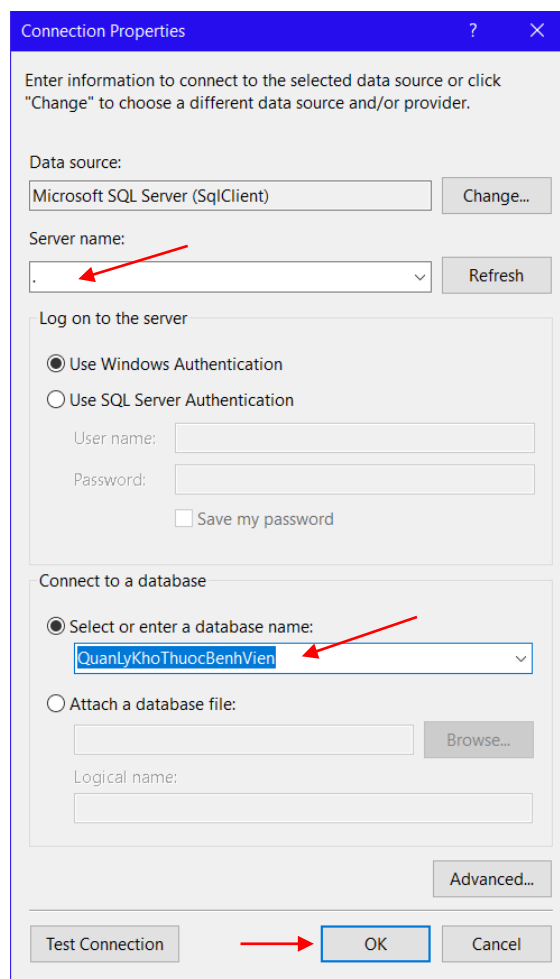 Connection Properties
?
Enter information to connect to the selected data source or click
"Change" to choose a different data source and/or provider.
Data source:
Microsoft SQL Server (SqlClient)
Change...
Server name:
.
Refresh
Log on to the server
Use Windows Authentication
Use SQL Server Authentication
User name:
Password:
Save my password
Connect to a database
Select or enter a database name:
QuanLyKhoThuocBenhVien
Attach a database file:
Browse...
Logical name:
Advanced...
Test Connection
OK
Cancel